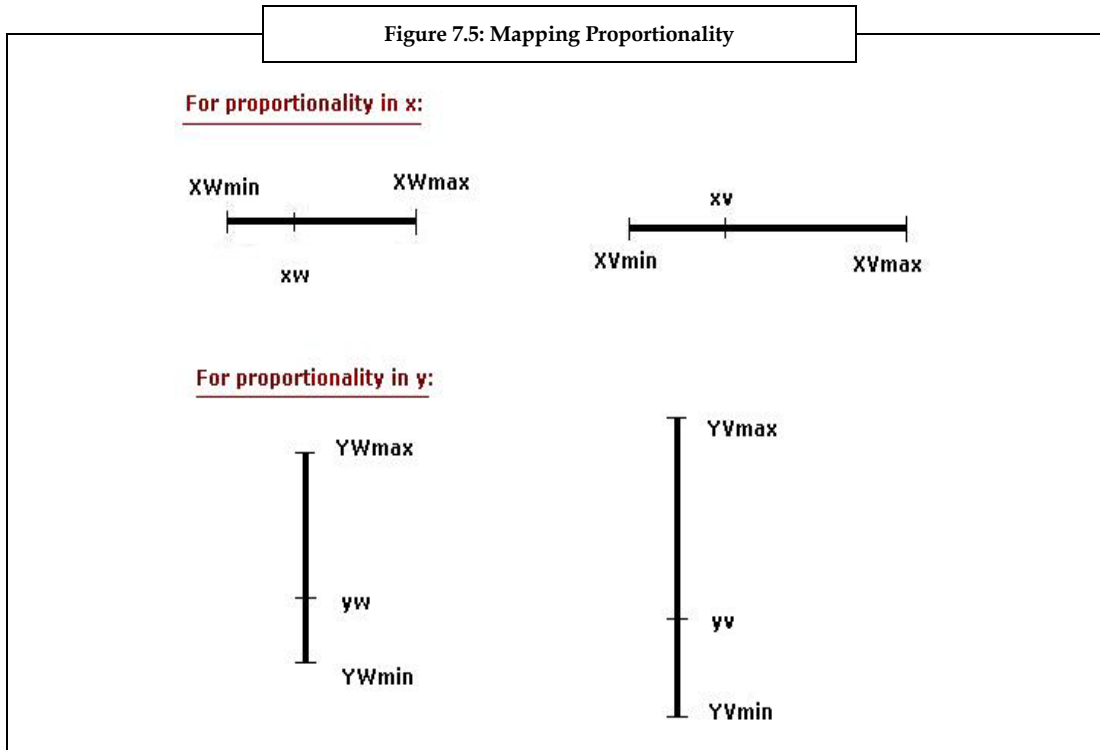 Figure 7.5: Mapping Proportionality
For proportionality in x:
XWmin
XWmax
xw
xv
XVmin
XVmax
For proportionality in y:
YWmax
yw
YWmin
YVmax
yv
YVmin